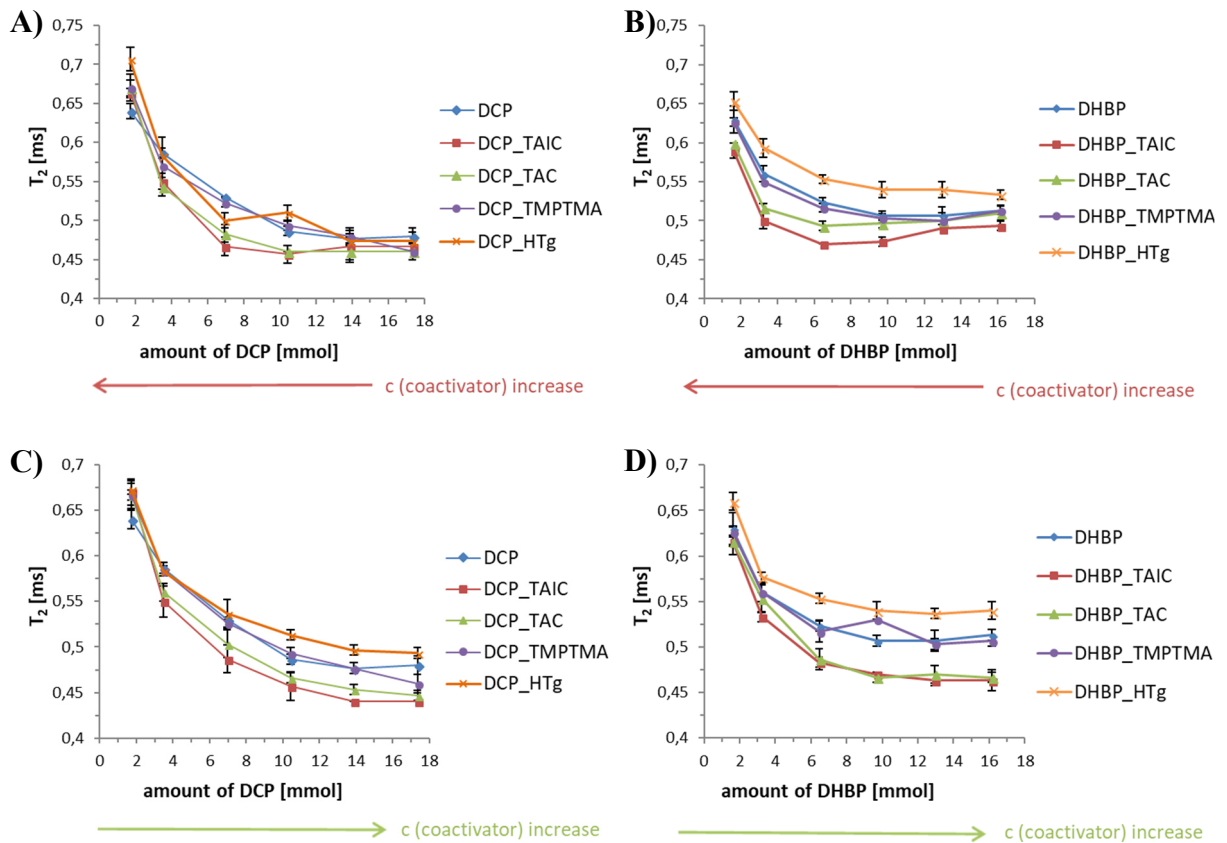 A)
0,75
0,7
0,65
0,6
0,55
0,5
0,45
0,4
T2 [ms]
0 2 4 6 8 10 12 14 16 18
amount of DCP [mmol]
DCP
DCP_TAIC
DCP_TAC
DCP_TMPTMA
DCP_HTg
c (coactivator) increase
B)
0,75
0,7
0,65
0,6
0,55
0,5
0,45
0,4
T2 [ms]
0 2 4 6 8 10 12 14 16 18
amount of DHBP [mmol]
DHBP
DHBP_TAIC
DHBP_TAC
DHBP_TMPTMA
DHBP_HTg
c (coactivator) increase
C)
0,7
0,65
0,6
0,55
0,5
0,45
0,4
T2 [ms]
0 2 4 6 8 10 12 14 16 18
amount of DCP [mmol]
DCP
DCP_TAIC
DCP_TAC
DCP_TMPTMA
DCP_HTg
c (coactivator) increase
D)
0,7
0,65
0,6
0,55
0,5
0,45
0,4
T2 [ms]
0 2 4 6 8 10 12 14 16 18
amount of DHBP [mmol]
DHBP
DHBP_TAIC
DHBP_TAC
DHBP_TMPTMA
DHBP_HTg
c (coactivator) increase